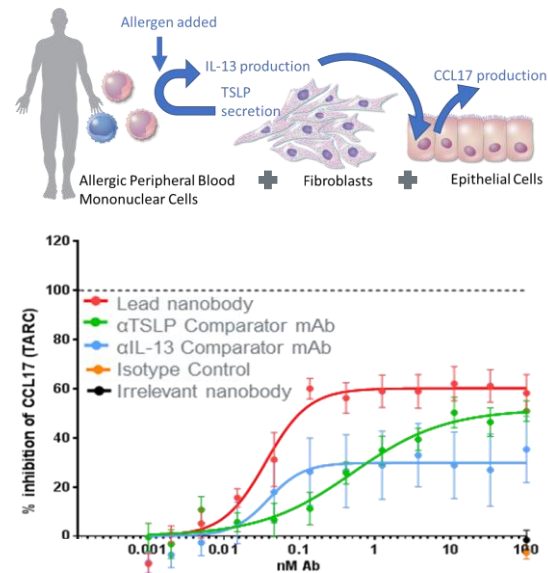 Allergen added
IL-13 production
TSLP
secretion
CCL17 production
Allergic Peripheral Blood
Mononuclear Cells
Fibroblasts
Epithelial Cells
% inhibition of CCL17 (TARC)
120
100
80
60
40
20
0
Lead nanobody
αTSLP Comparator mAb
αIL-13 Comparator mAb
Isotype Control
Irrelevant nanobody
0.001
0.01
0.1
1
10
100
nM Ab